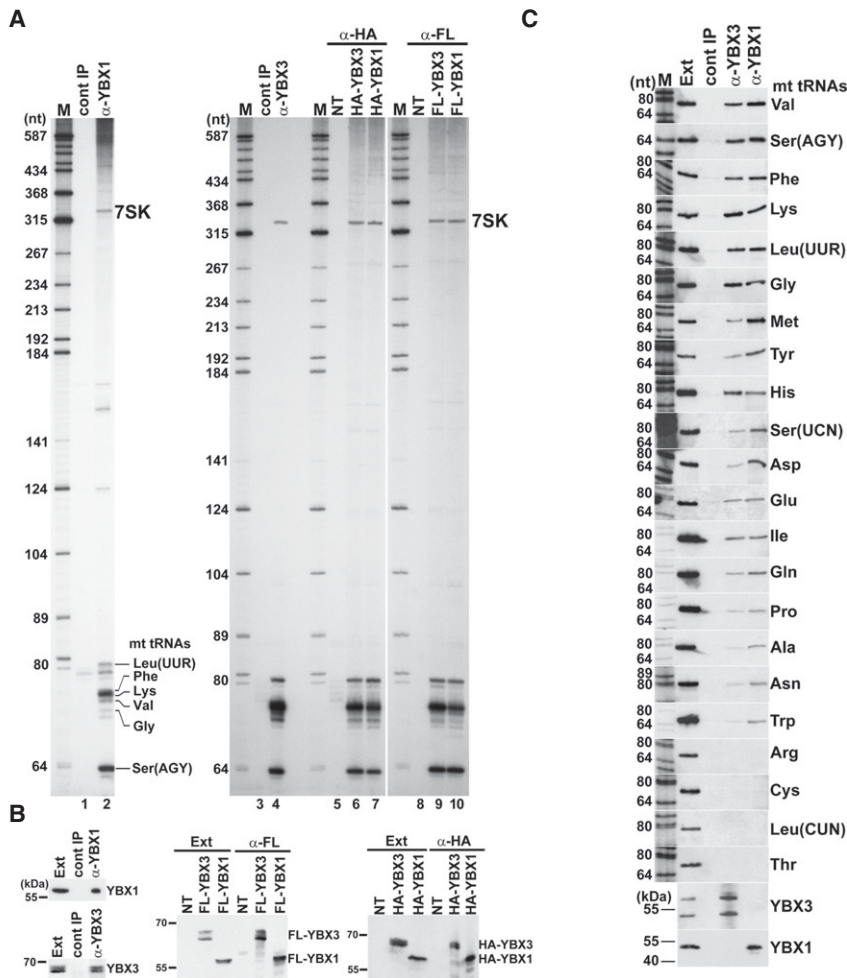 A
α-HA
α-FL
(nt) M cont IP α-YBX1
(nt) M cont IP α-YBX3 M NT HA-YBX3 HA-YBX1 M NT FL-YBX3 FL-YBX1
587
434
368
315
267
234
213
192
184
141
124
104
89
80
64
7SK
mt tRNAs
Leu(UUR)
Phe
Lys
Val
Gly
Ser(AGY)
1 2
587
434
368
315
267
234
213
192
184
141
124
104
89
80
64
7SK
3 4 5 6 7 8 9 10
B
Ext cont IP α-YBX1
(kDa)
55
YBX1
Ext cont IP α-YBX3
70
YBX3
Ext α-FL
NT FL-YBX3 FL-YBX1 NT FL-YBX3 FL-YBX1
70
55
FL-YBX3
FL-YBX1
Ext α-HA
NT HA-YBX3 HA-YBX1 NT HA-YBX3 HA-YBX1
70
55
HA-YBX3
HA-YBX1
C
(nt) M Ext cont IP α-YBX3 α-YBX1
mt tRNAs
80 Val
64
64 Ser(AGY)
80
64 Phe
80 Lys
64
80 Leu(UUR)
64
80 Gly
64
80 Met
64
80 Tyr
64
80 His
64
80 Ser(UCN)
64
80 Asp
64
80 Glu
64
80 Ile
64
80 Gln
64
80 Pro
64
80 Ala
64
89
80 Asn
80 Trp
64
80 Arg
64
80 Cys
64
80 Leu(CUN)
64
80 Thr
64
(kDa)
55 YBX3
55 YBX1
40